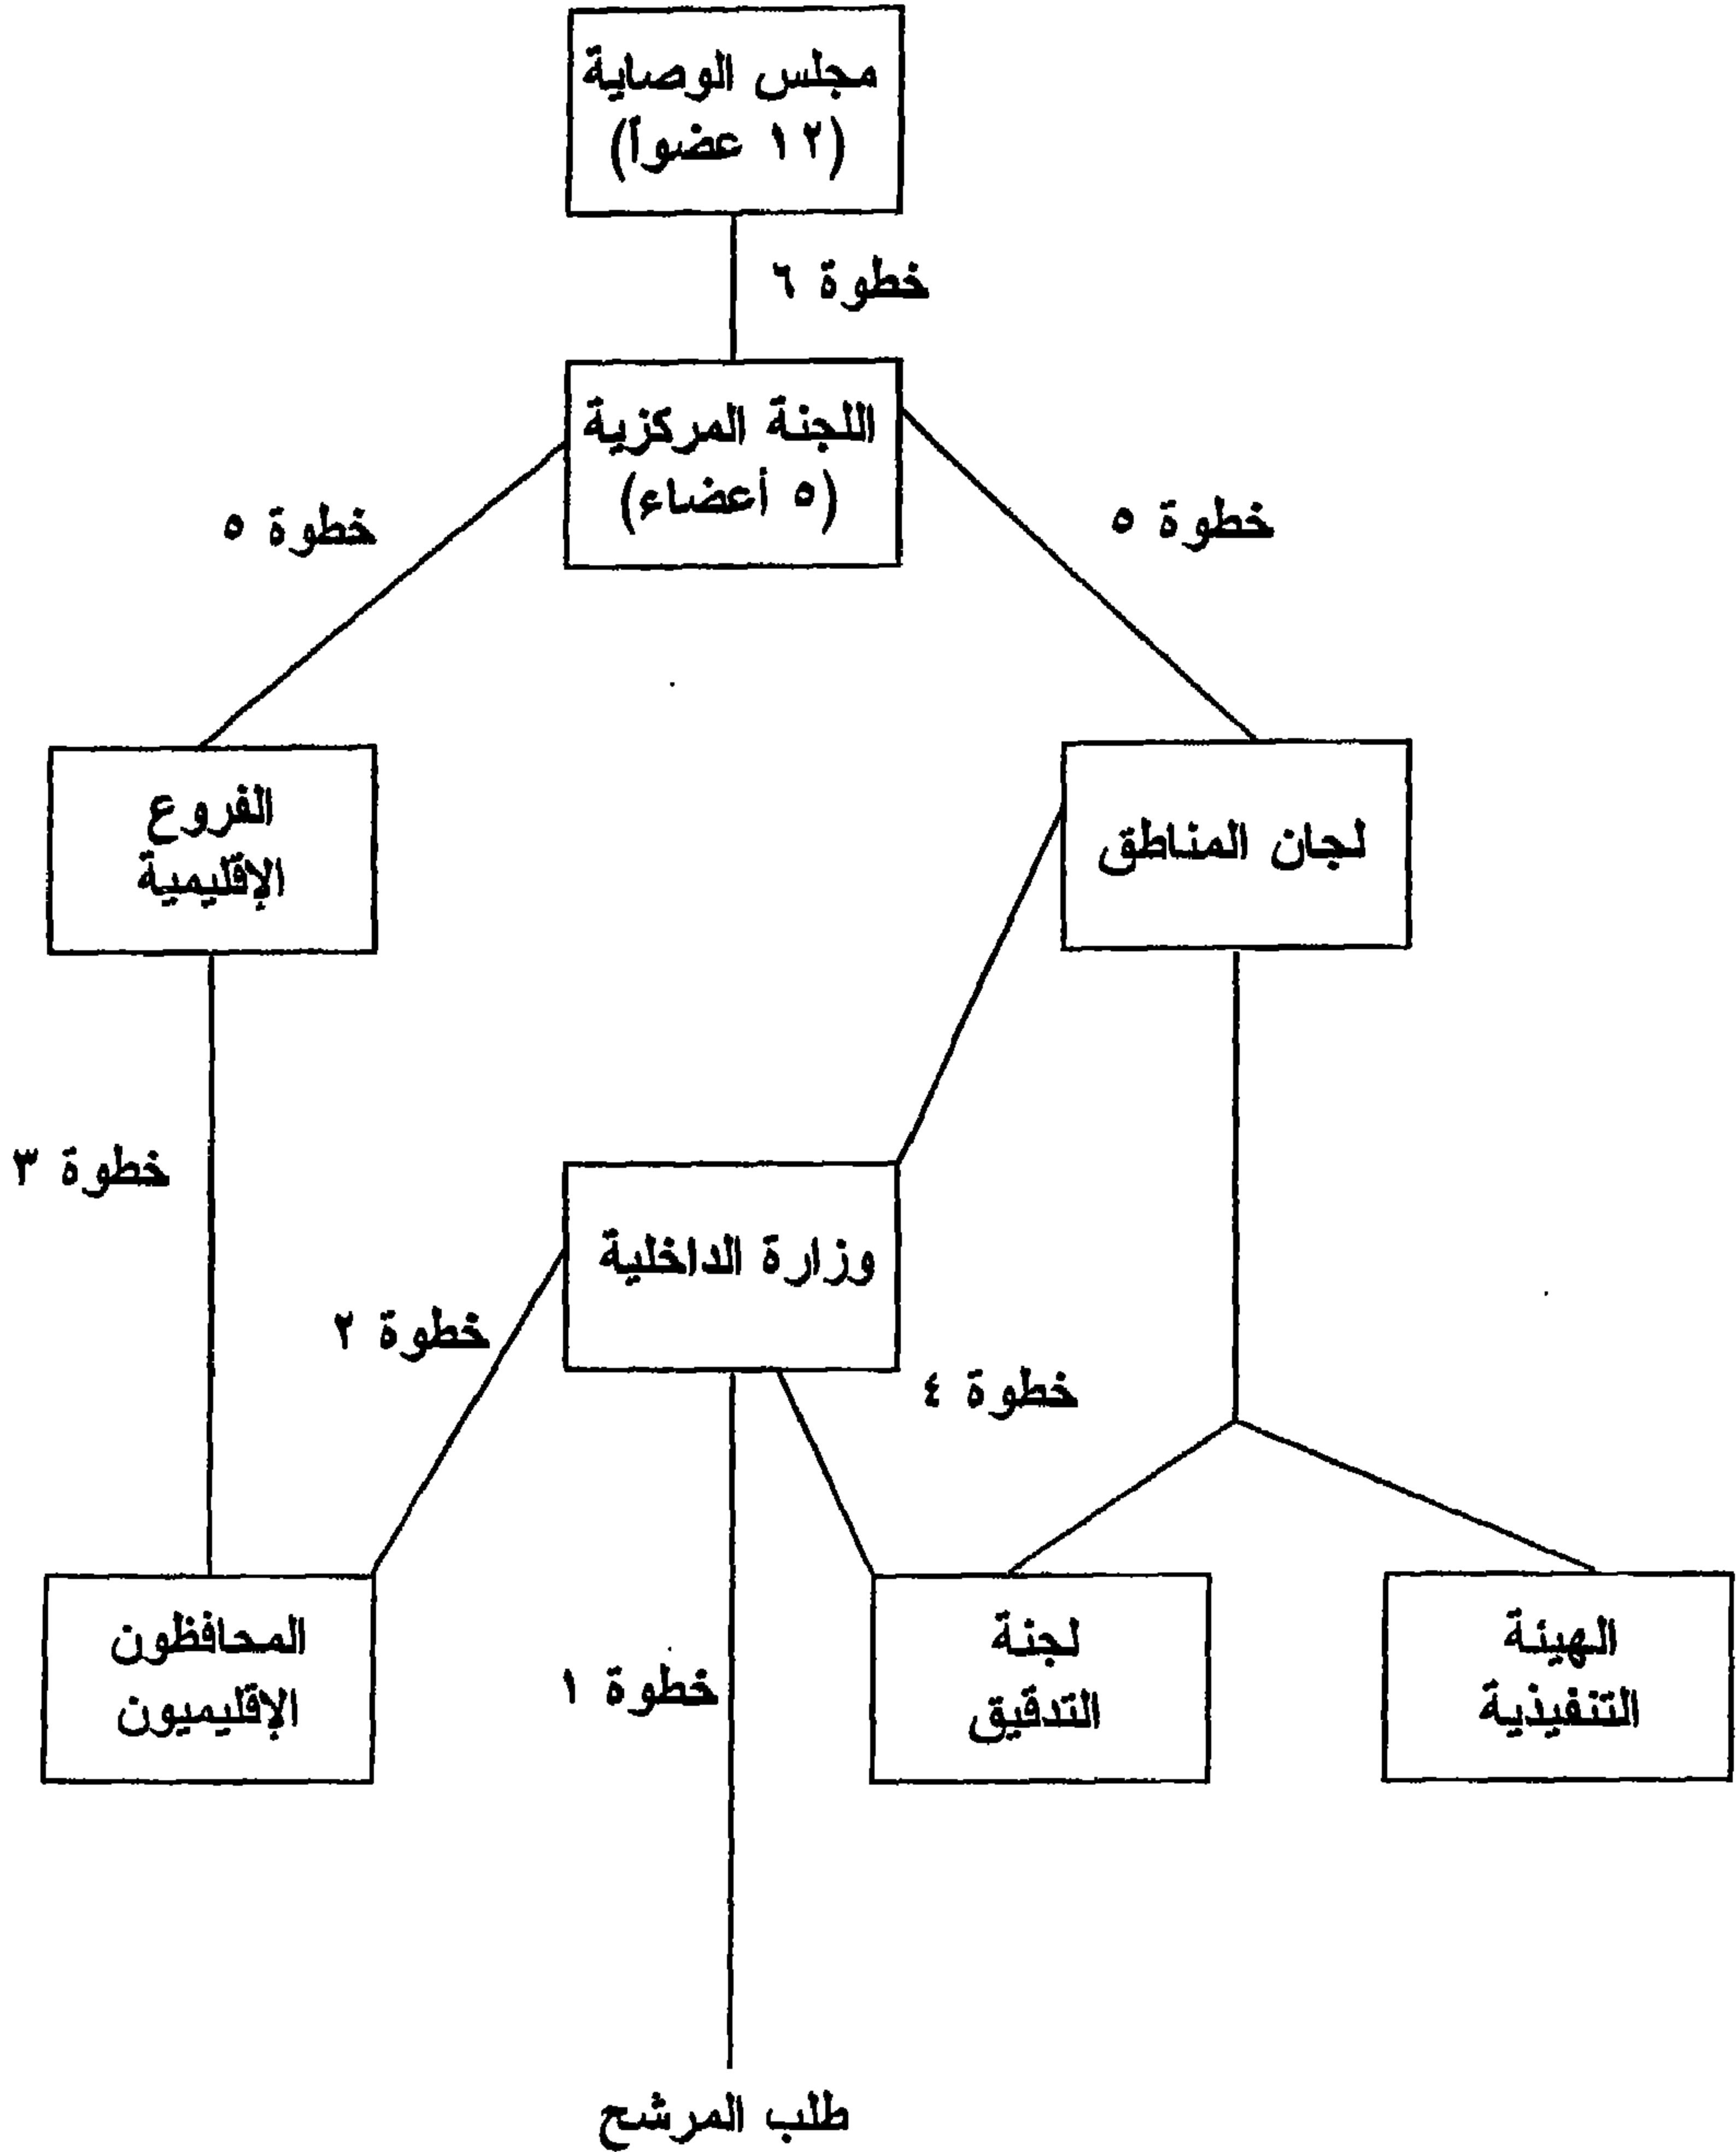 مجلس الوصاية
(١٢ عضواً)
خطوة ٦
اللجنة المركزية
(٥ أعضاء)
خطوة ٥
خطوة ٥
لجان المناطق
الفروع
الإقليمية
خطوة ٣
وزارة الداخلية
خطوة ٢
خطوة ٤
الهيئة
التنفيذية
لجنة
التدقيق
المحافظون
الإقليميون
خطوة ١
طلب المرشح